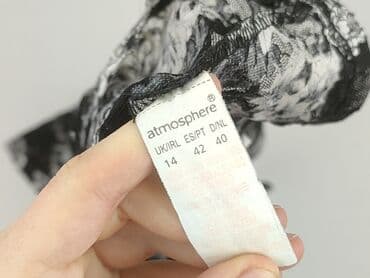 atmosphere®
UK/IRL ES/PT D/NL
14 42 40